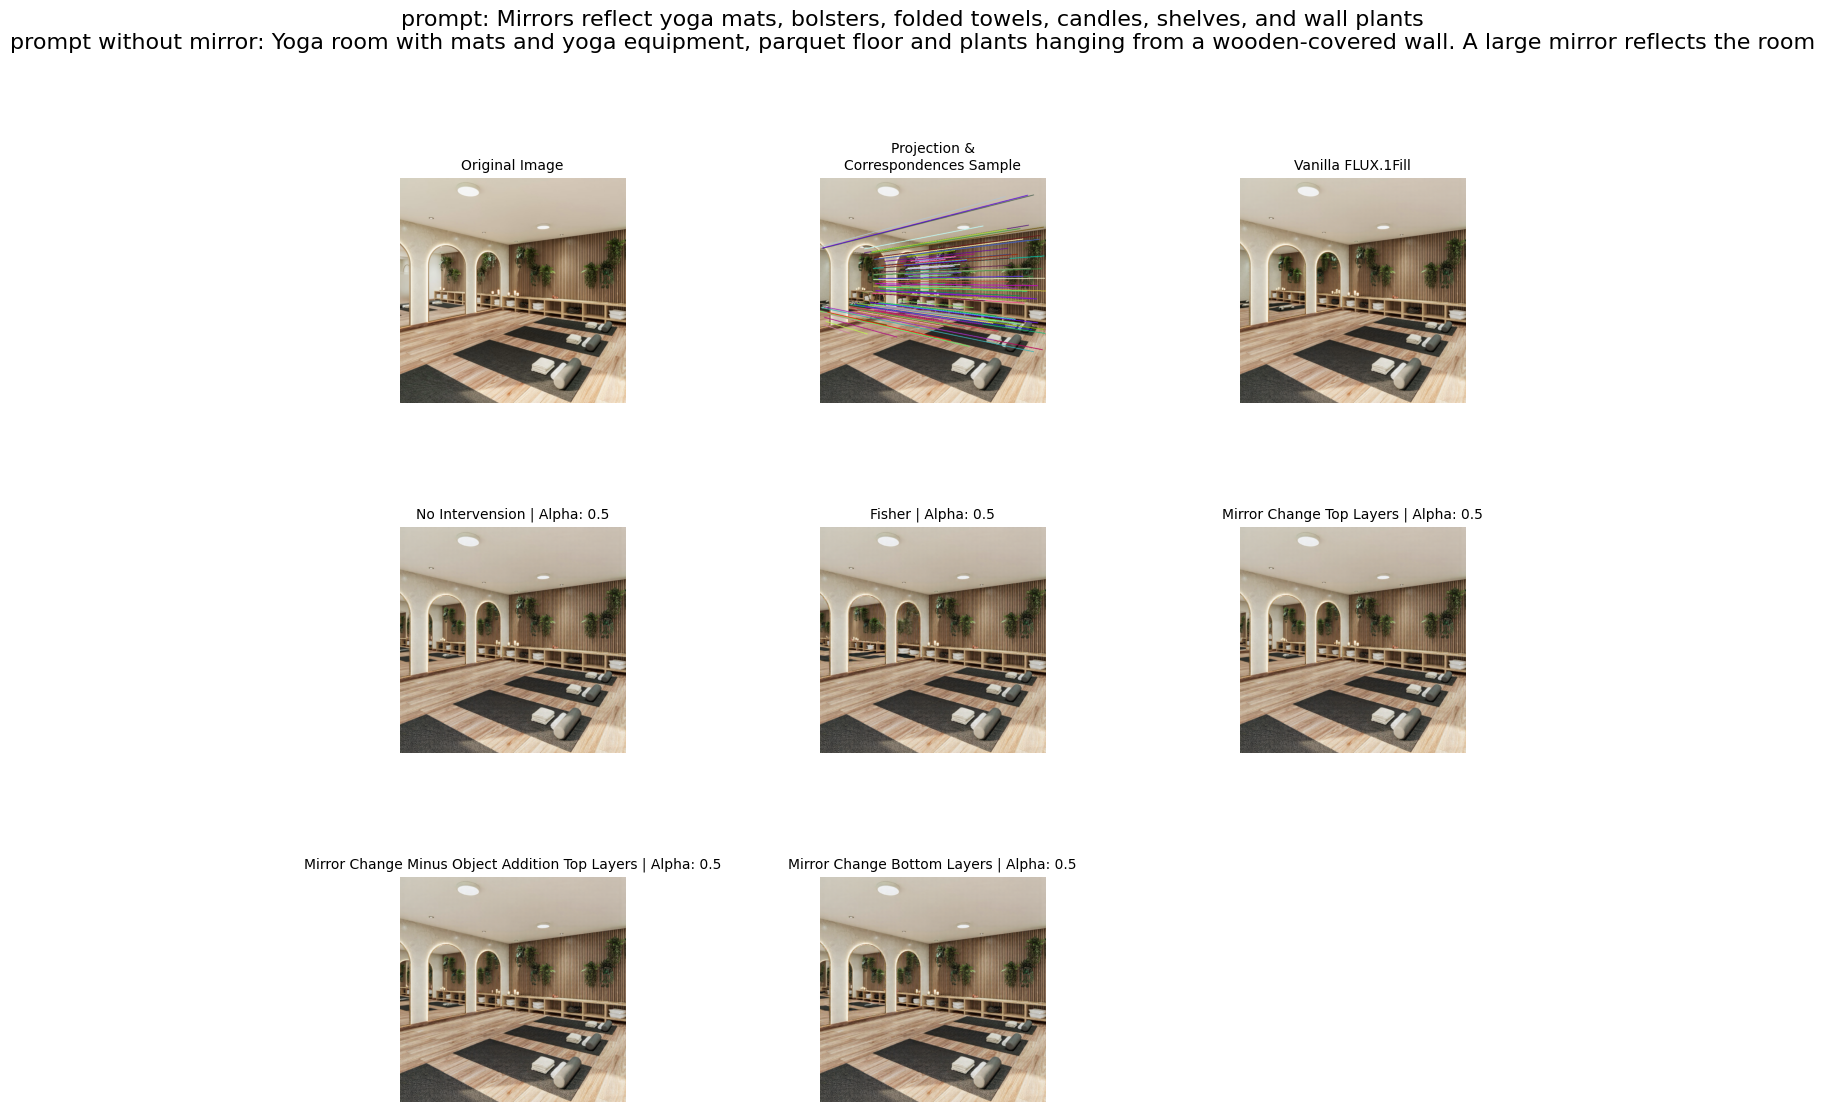 prompt: Mirrors reflect yoga mats, bolsters, folded towels, candles, shelves, and wall plants
prompt without mirror: Yoga room with mats and yoga equipment, parquet floor and plants hanging from a wooden-covered wall. A large mirror reflects the room
Original Image
Projection &
Correspondences Sample
Vanilla FLUX.1Fill
No Intervension | Alpha: 0.5
Fisher | Alpha: 0.5
Mirror Change Top Layers | Alpha: 0.5
Mirror Change Minus Object Addition Top Layers | Alpha: 0.5
Mirror Change Bottom Layers | Alpha: 0.5